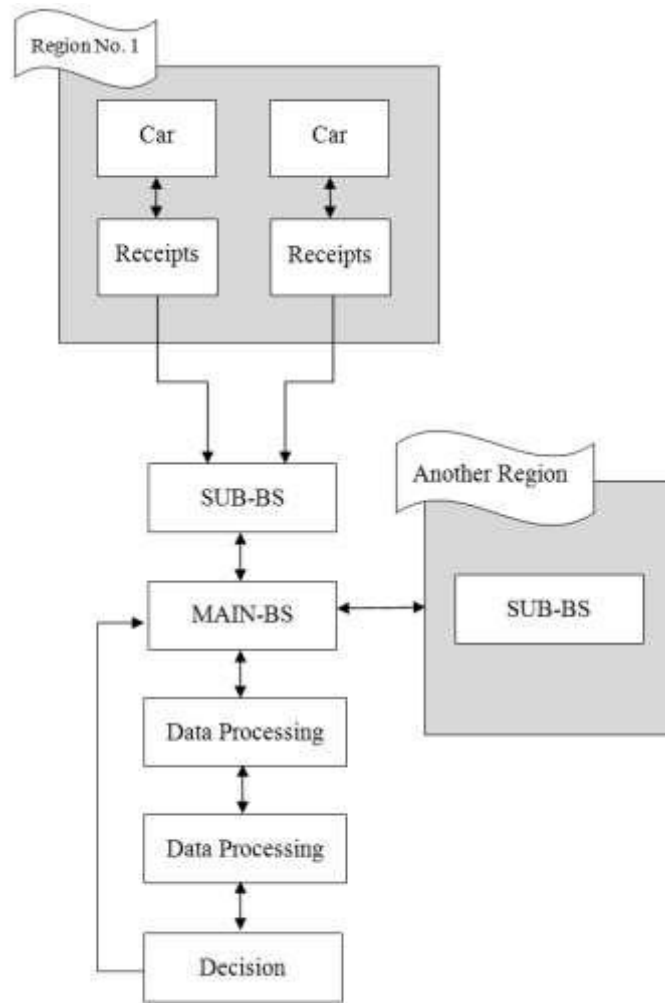 Region No. 1
Car
Car
Receipts
Receipts
SUB-BS
Another Region
MAIN-BS
SUB-BS
Data Processing
Data Processing
Decision